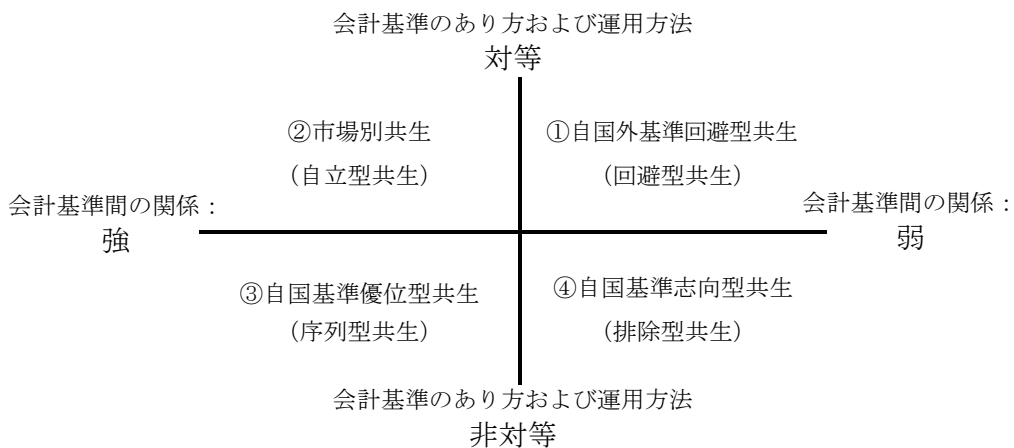 会計基準のあり方および運用方法
対等
②市場別共生
(自立型共生)
①自国外基準回避型共生
(回避型共生)
会計基準間の関係：
強
会計基準間の関係：
弱
③自国基準優位型共生
(序列型共生)
④自国基準志向型共生
(排除型共生)
会計基準のあり方および運用方法
非対等